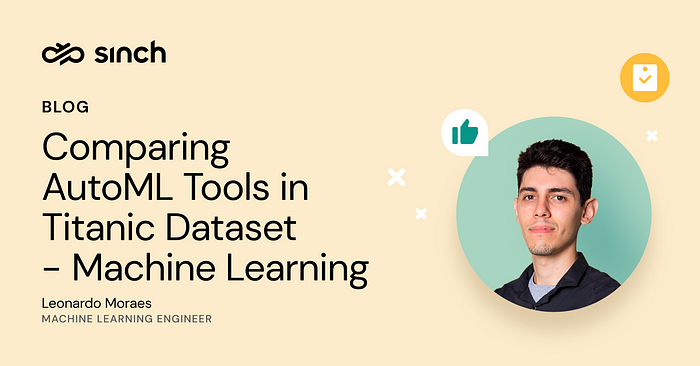 sinch
BLOG
Comparing
AutoML Tools in
Titanic Dataset
- Machine Learning
Leonardo Moraes
MACHINE LEARNING ENGINEER